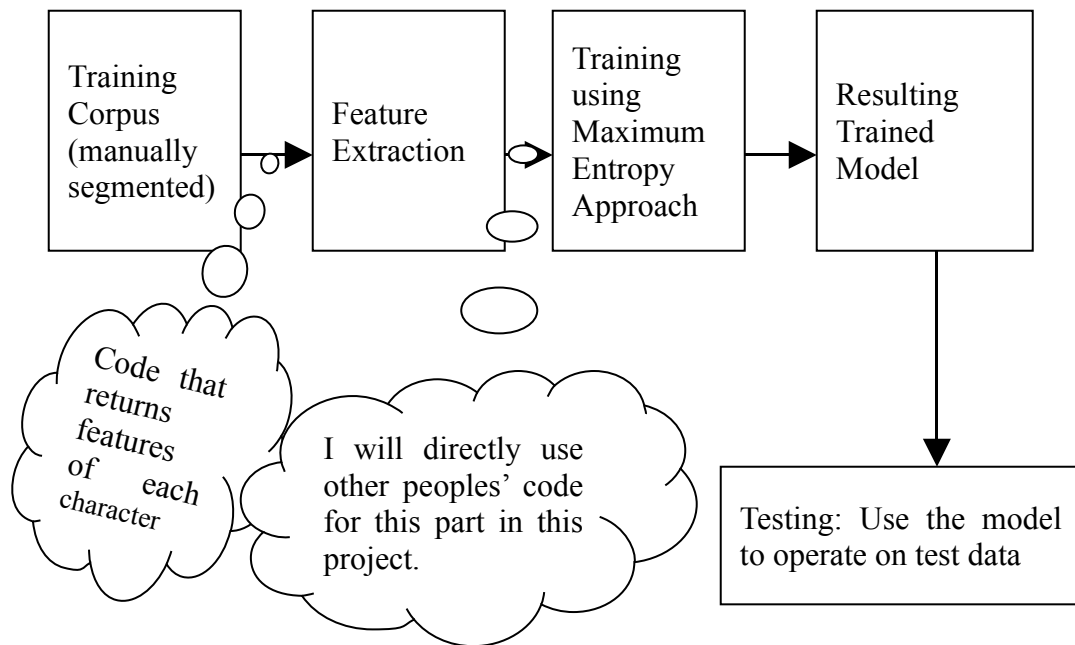 Training
Corpus
(manually
segmented)
Feature
Extraction
Training
using
Maximum
Entropy
Approach
Resulting
Trained
Model
Code that
returns
features
of each
character
I will directly use
other peoples’ code
for this part in this
project.
Testing: Use the model
to operate on test data